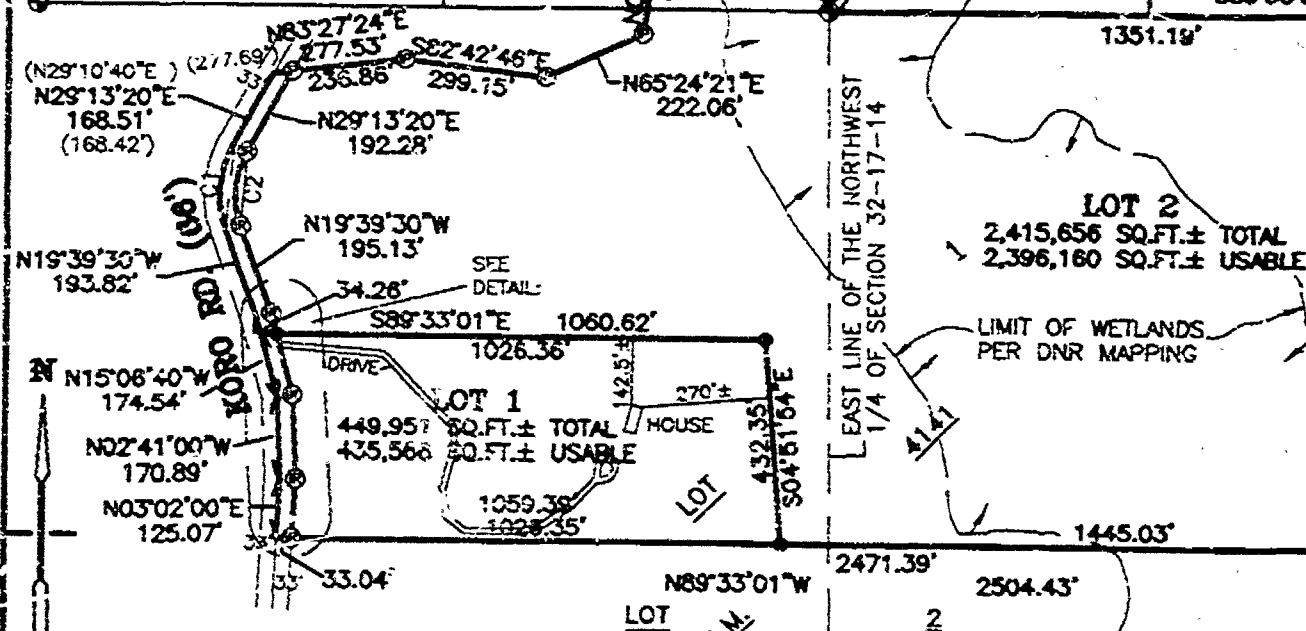 N83°27'24"E
277.53'
(277.69')
236.86'
S82°42'46"E
299.75'
N65°24'21"E
222.06'
1351.19'
(N29°10'40"E)
N29°13'20"E
168.51'
(168.42')
33'
N29°13'20"E
192.28'
C1
C2
N19°39'30"W
195.13'
N19°39'30"W
193.82'
KORO RD. (66')
SEE
DETAIL
34.26'
S89°33'01"E 1060.62'
1026.36'
EAST LINE OF THE NORTHWEST
1/4 OF SECTION 32-17-14
LOT 2
2,415,656 SQ.FT.± TOTAL
2,396,160 SQ.FT.± USABLE
LIMIT OF WETLANDS
PER DNR MAPPING
N
N15°06'40"W
174.54'
DRIVE
142.5'±
270'±
HOUSE
LOT 1
449,951 SQ.FT.± TOTAL
435,568 SQ.FT.± USABLE
432.35'
S04°51'54"E
4141
N02°41'00"W
170.89'
N03°02'00"E
125.07'
1059.39'
1026.35'
LOT
1445.03'
33'
33'
33.04'
N89°33'01"W
2471.39'
2504.43'
LOT
M.
2